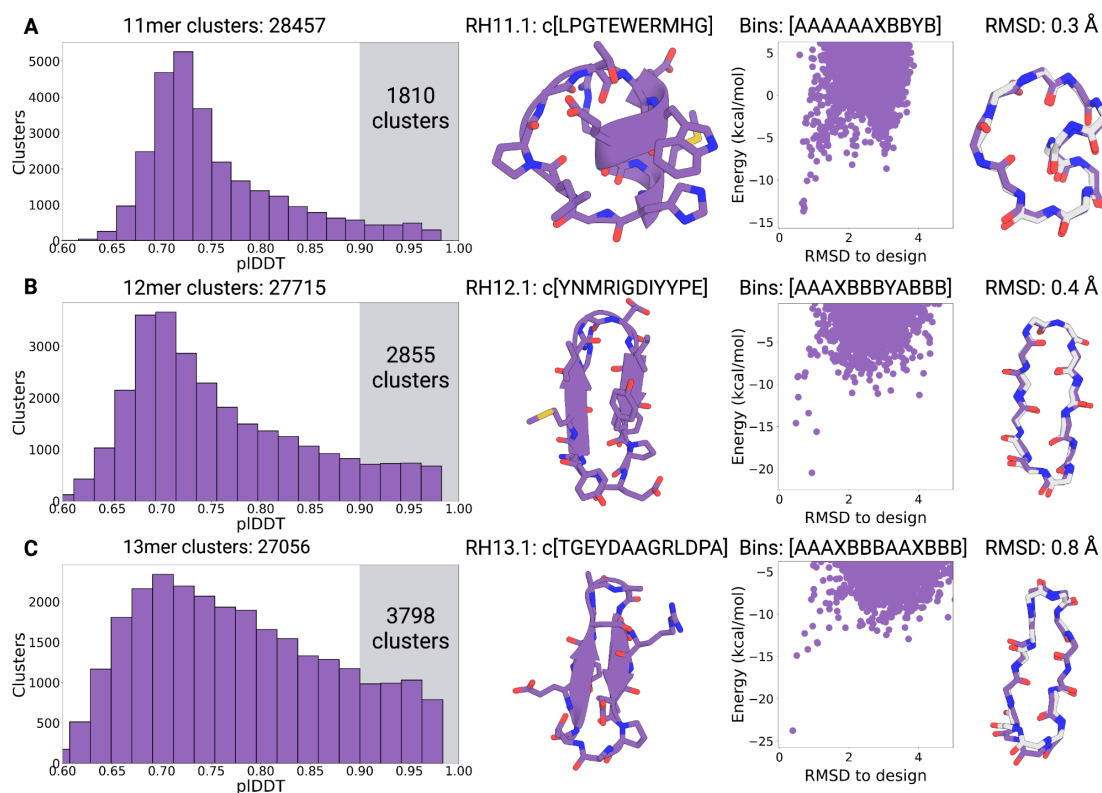 A
11mer clusters: 28457
RH11.1: c[LPGTEWERMHG]
Bins: [AAAAAAXBBYB]
RMSD: 0.3 Å
Clusters
5000
4000
3000
2000
1000
0
0.60
0.65
0.70
0.75
0.80
0.85
0.90
0.95
1.00
plDDT
1810
clusters
Energy (kcal/mol)
5
0
−5
−10
−15
0
2
4
RMSD to design
B
12mer clusters: 27715
RH12.1: c[YNMRIGDIYYPE]
Bins: [AAAXBBBYABBB]
RMSD: 0.4 Å
Clusters
3000
2000
1000
0
0.60
0.65
0.70
0.75
0.80
0.85
0.90
0.95
1.00
plDDT
2855
clusters
Energy (kcal/mol)
−5
−10
−15
−20
0
2
4
RMSD to design
C
13mer clusters: 27056
RH13.1: c[TGEYDAAGRLDPA]
Bins: [AAAXBBBAAXBBB]
RMSD: 0.8 Å
Clusters
2000
1500
1000
500
0
0.60
0.65
0.70
0.75
0.80
0.85
0.90
0.95
1.00
plDDT
3798
clusters
Energy (kcal/mol)
−5
−10
−15
−20
−25
0
2
4
RMSD to design